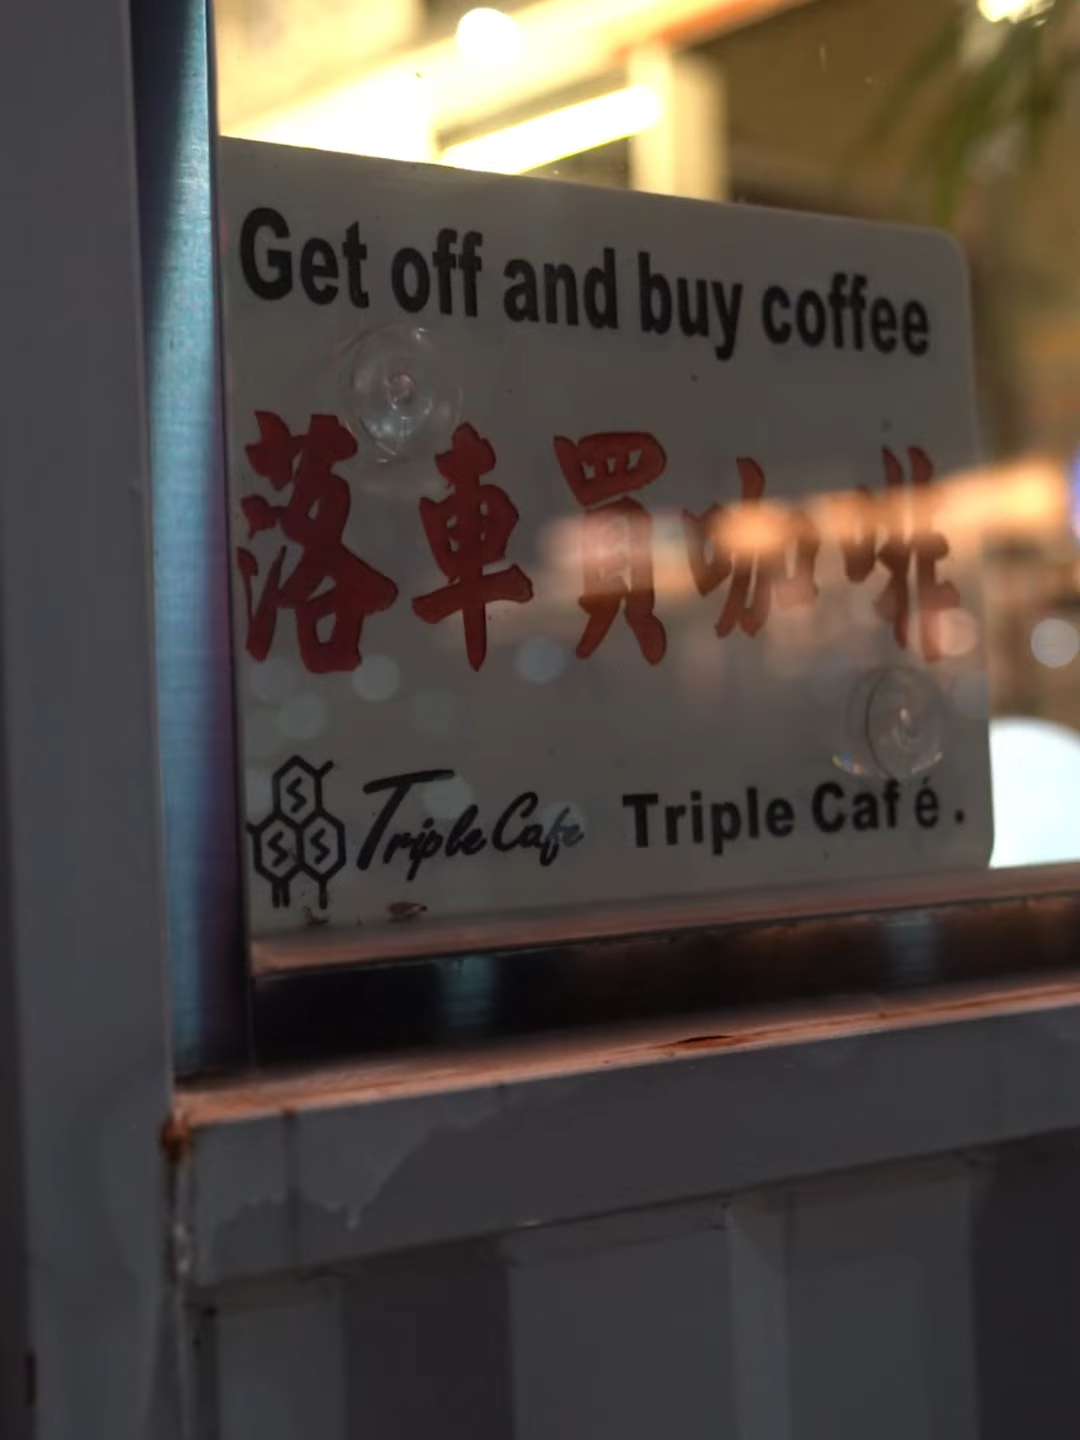 Get off and buy coffee
落車買咖啡
S
S S
Triple Cafe Triple Café.